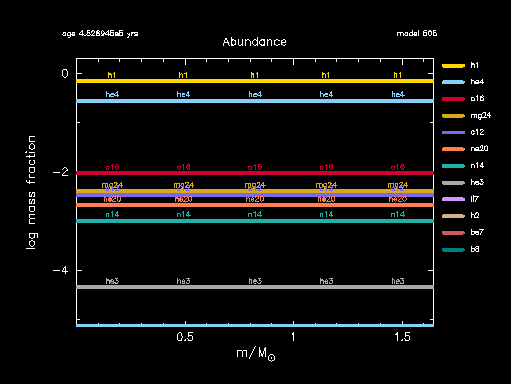 age 4.528945e5 yrs
model 506
Abundance
log mass fraction
0
−2
−4
h1 h1 h1 h1 h1
he4 he4 he4 he4 he4
o16 o16 o16 o16 o16
mg24 mg24 mg24 mg24 mg24
ne20 ne20 ne20 ne20 ne20
n14 n14 n14 n14 n14
he3 he3 he3 he3 he3
0.5 1 1.5
m/M☉
h1
he4
o16
mg24
c12
ne20
n14
he3
li7
h2
be7
b8